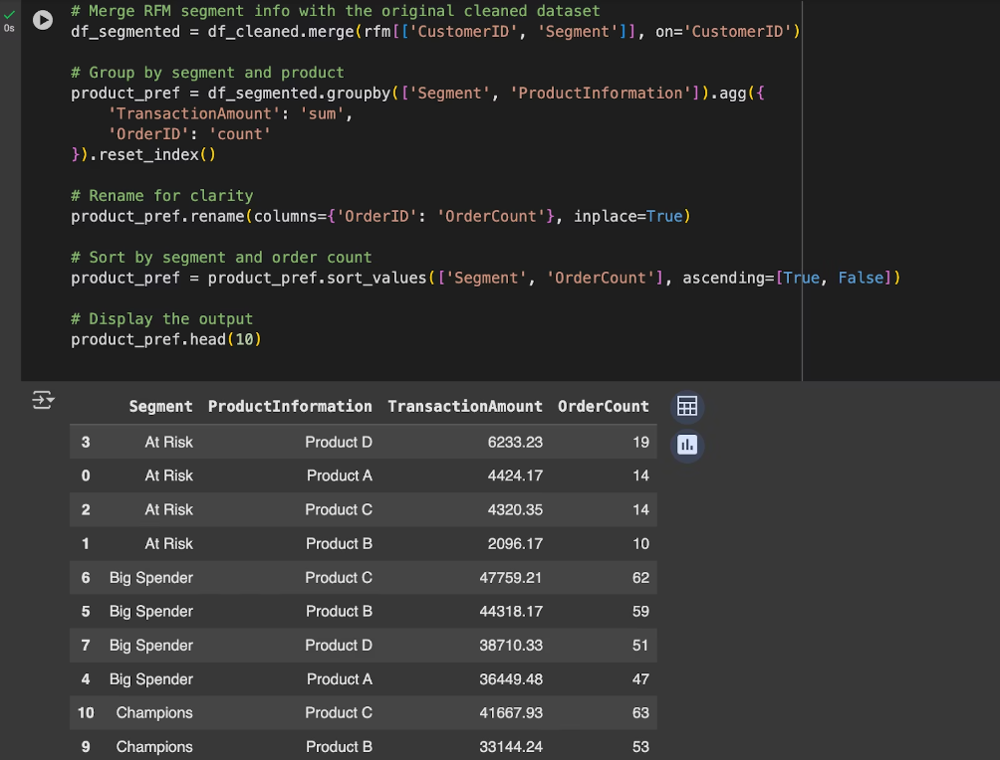 # Merge RFM segment info with the original cleaned dataset
df_segmented = df_cleaned.merge(rfm[['CustomerID', 'Segment']], on='CustomerID')
# Group by segment and product
product_pref = df_segmented.groupby(['Segment', 'ProductInformation']).agg({
    'TransactionAmount': 'sum',
    'OrderID': 'count'
}).reset_index()
# Rename for clarity
product_pref.rename(columns={'OrderID': 'OrderCount'}, inplace=True)
# Sort by segment and order count
product_pref = product_pref.sort_values(['Segment', 'OrderCount'], ascending=[True, False])
# Display the output
product_pref.head(10)
0s
Segment ProductInformation TransactionAmount OrderCount
3 At Risk Product D 6233.23 19
0 At Risk Product A 4424.17 14
2 At Risk Product C 4320.35 14
1 At Risk Product B 2096.17 10
6 Big Spender Product C 47759.21 62
5 Big Spender Product B 44318.17 59
7 Big Spender Product D 38710.33 51
4 Big Spender Product A 36449.48 47
10 Champions Product C 41667.93 63
9 Champions Product B 33144.24 53